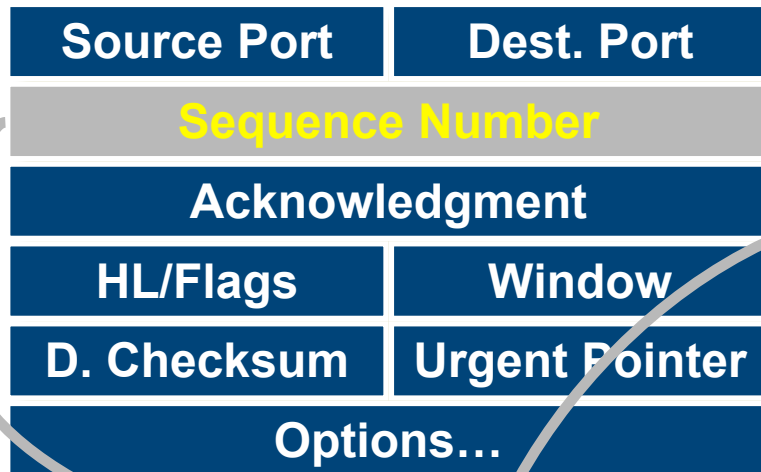 Source Port Dest. Port
Sequence Number
Acknowledgment
HL/Flags Window
D. Checksum Urgent Pointer
Options…